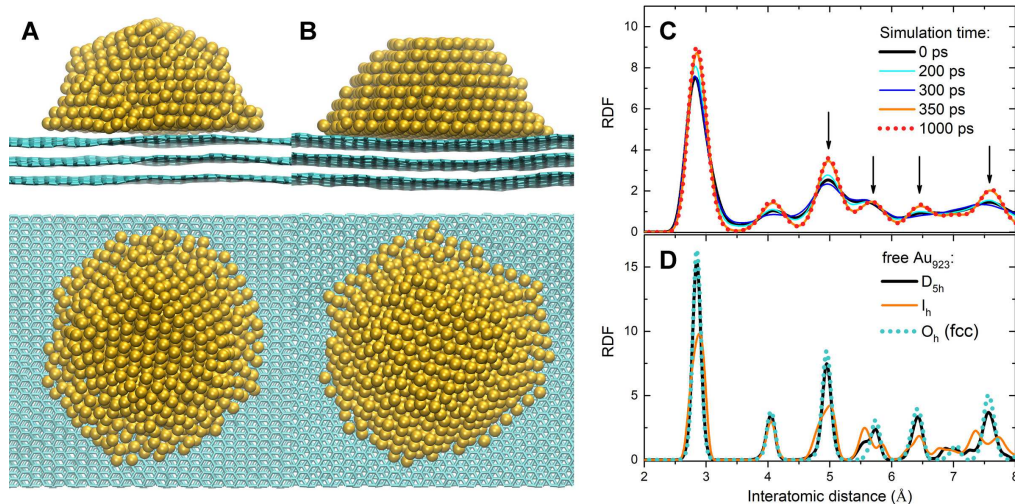 A
B
C
Simulation time:
0 ps
200 ps
300 ps
350 ps
1000 ps
RDF
10
8
6
4
2
0
D
free Au923:
D5h
Ih
Oh (fcc)
RDF
15
10
5
0
2 3 4 5 6 7 8
Interatomic distance (Å)